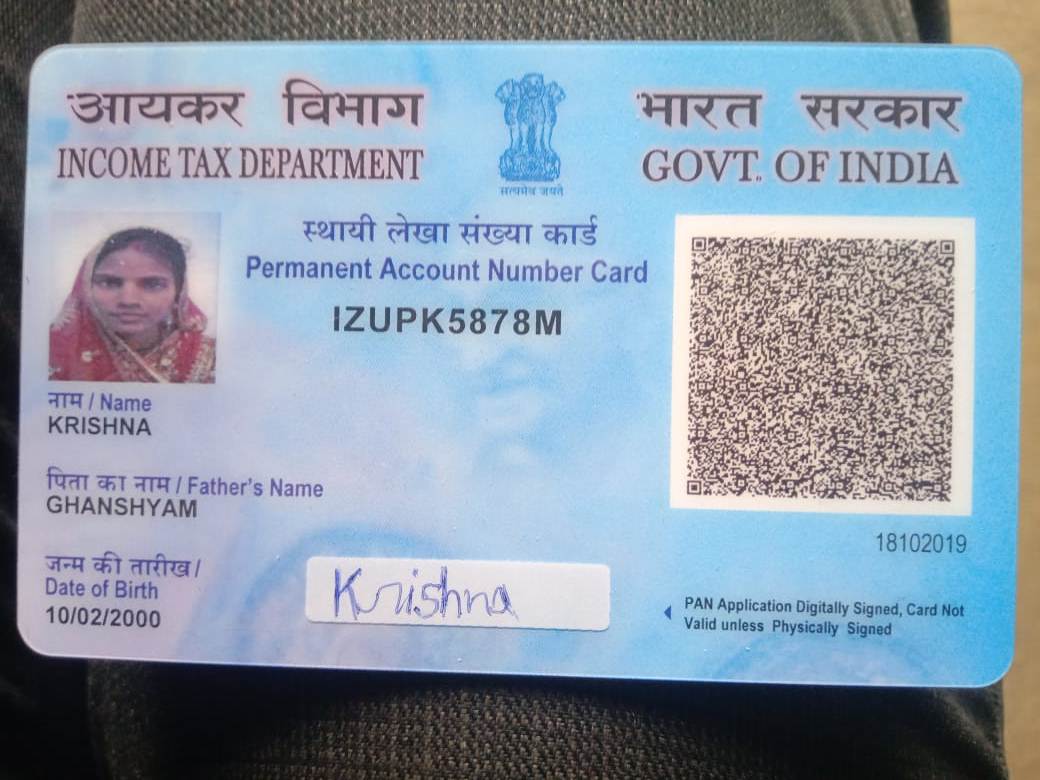 आयकर विभाग
INCOME TAX DEPARTMENT
सत्यमेव जयते
भारत सरकार
GOVT. OF INDIA
स्थायी लेखा संख्या कार्ड
Permanent Account Number Card
IZUPK5878M
नाम / Name
KRISHNA
पिता का नाम / Father's Name
GHANSHYAM
जन्म की तारीख /
Date of Birth
10/02/2000
Krishna
18102019
PAN Application Digitally Signed, Card Not
Valid unless Physically Signed